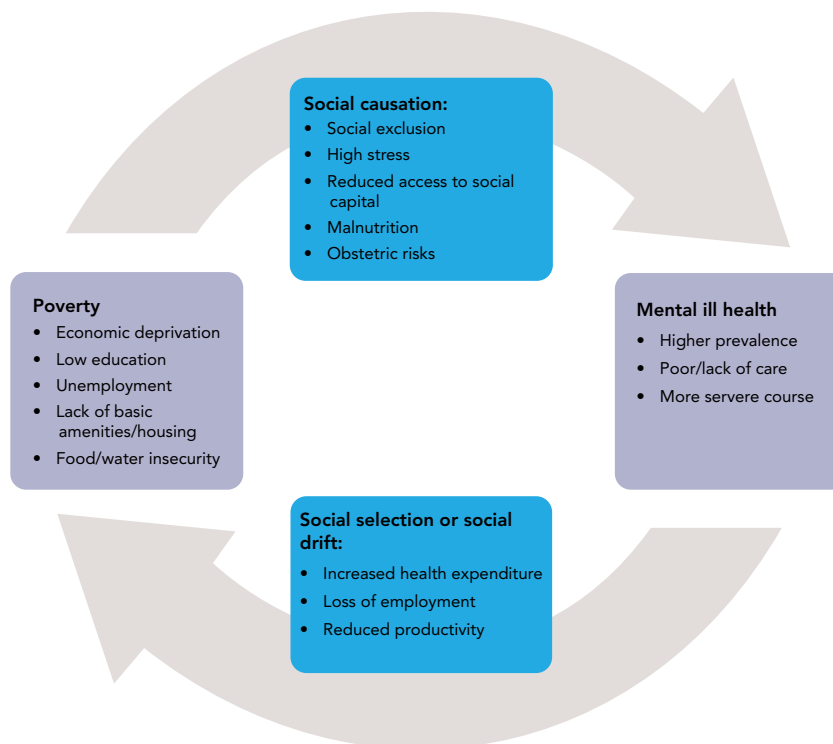 Social causation:
• Social exclusion
• High stress
• Reduced access to social
capital
• Malnutrition
• Obstetric risks
Poverty
• Economic deprivation
• Low education
• Unemployment
• Lack of basic
amenities/housing
• Food/water insecurity
Mental ill health
• Higher prevalence
• Poor/lack of care
• More servere course
Social selection or social
drift:
• Increased health expenditure
• Loss of employment
• Reduced productivity